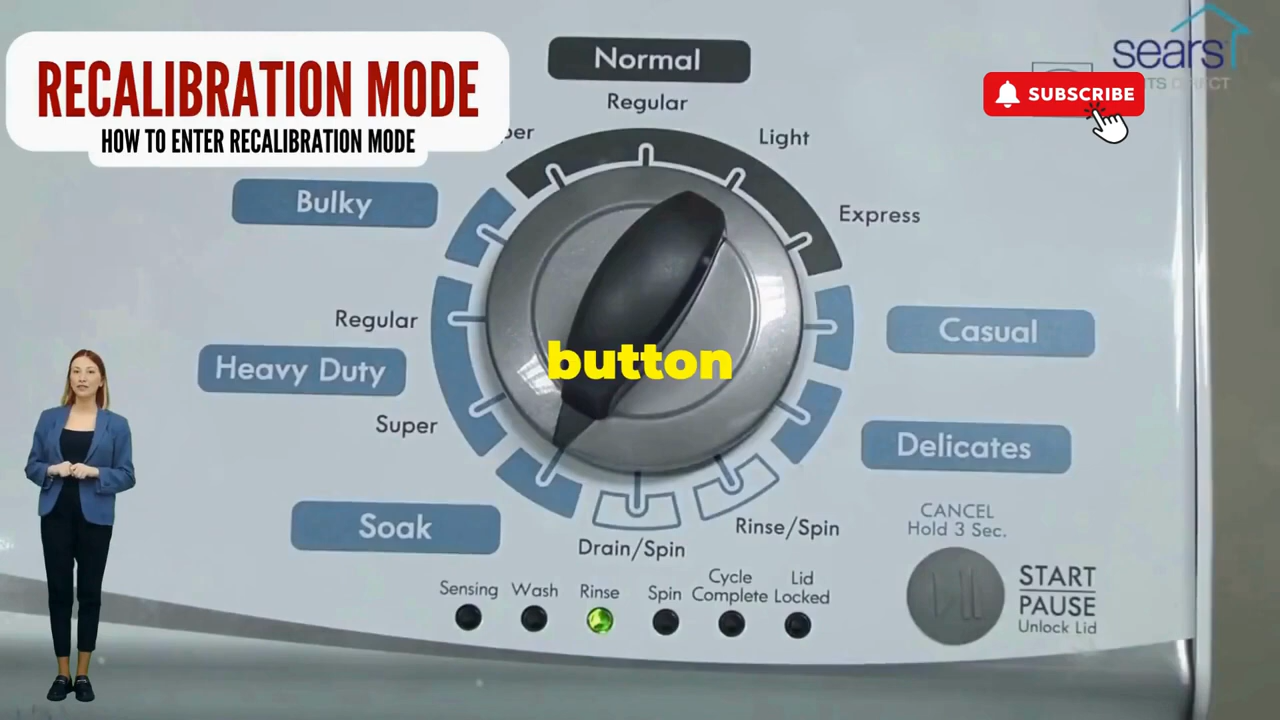 RECALIBRATION MODE
HOW TO ENTER RECALIBRATION MODE
sears
DIRECT
SUBSCRIBE
Normal
Regular
Light
Express
Bulky
Regular
Heavy Duty
Super
Soak
Casual
Delicates
Rinse/Spin
Drain/Spin
button
CANCEL
Hold 3 Sec.
START
PAUSE
Unlock Lid
Sensing
Wash
Rinse
Spin
Cycle
Complete
Lid
Locked